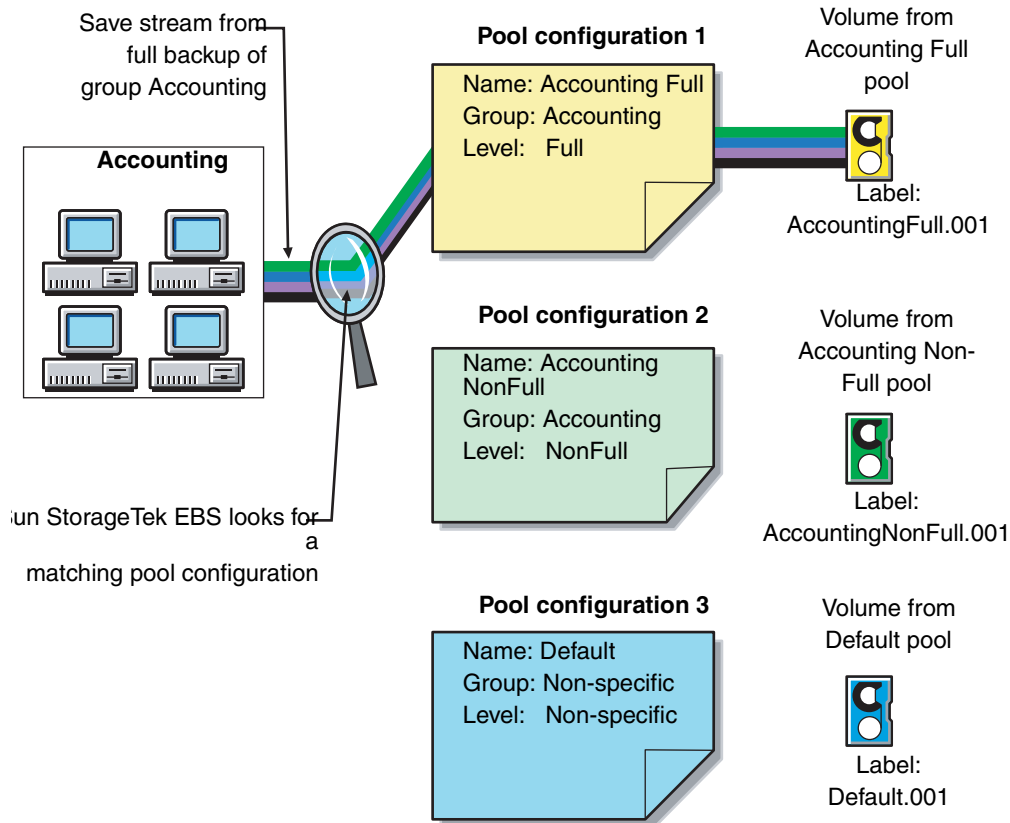 Save stream from
full backup of
group Accounting
Accounting
un StorageTek EBS looks for
a
matching pool configuration
Pool configuration 1
Name: Accounting Full
Group: Accounting
Level: Full
Volume from
Accounting Full
pool
Label:
AccountingFull.001
Pool configuration 2
Name: Accounting
NonFull
Group: Accounting
Level: NonFull
Volume from
Accounting Non-
Full pool
Label:
AccountingNonFull.001
Pool configuration 3
Name: Default
Group: Non-specific
Level: Non-specific
Volume from
Default pool
Label:
Default.001